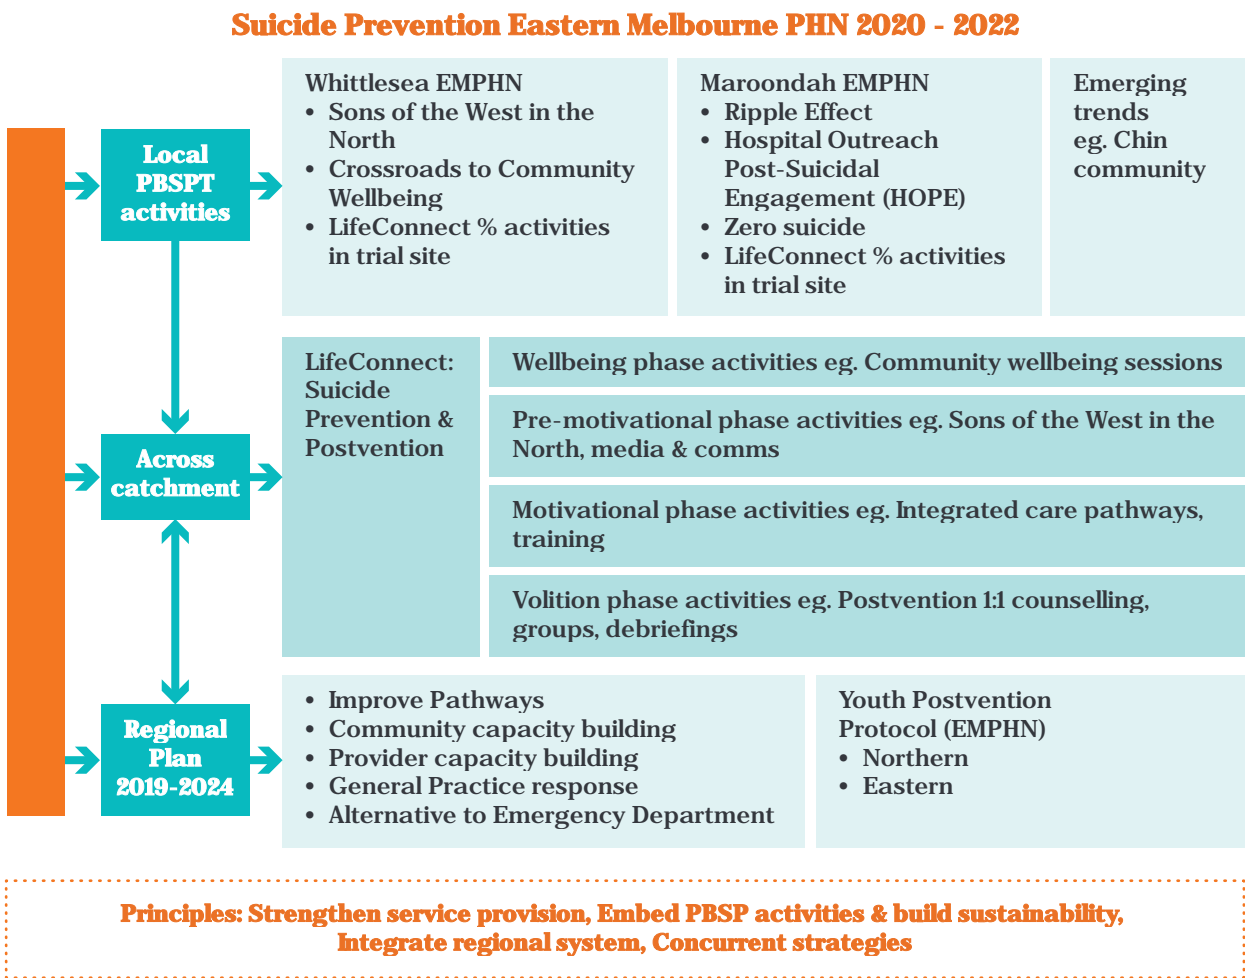 Suicide Prevention Eastern Melbourne PHN 2020 - 2022
Local
PBSPT
activities
Whittlesea EMPHN
• Sons of the West in the
North
• Crossroads to Community
Wellbeing
• LifeConnect % activities
in trial site
Maroondah EMPHN
• Ripple Effect
• Hospital Outreach
Post-Suicidal
Engagement (HOPE)
• Zero suicide
• LifeConnect % activities
in trial site
Emerging
trends
eg. Chin
community
Across
catchment
LifeConnect:
Suicide
Prevention &
Postvention
Wellbeing phase activities eg. Community wellbeing sessions
Pre-motivational phase activities eg. Sons of the West in the
North, media & comms
Motivational phase activities eg. Integrated care pathways,
training
Volition phase activities eg. Postvention 1:1 counselling,
groups, debriefings
Regional
Plan
2019-2024
• Improve Pathways
• Community capacity building
• Provider capacity building
• General Practice response
• Alternative to Emergency Department
Youth Postvention
Protocol (EMPHN)
• Northern
• Eastern
Principles: Strengthen service provision, Embed PBSP activities & build sustainability,
Integrate regional system, Concurrent strategies